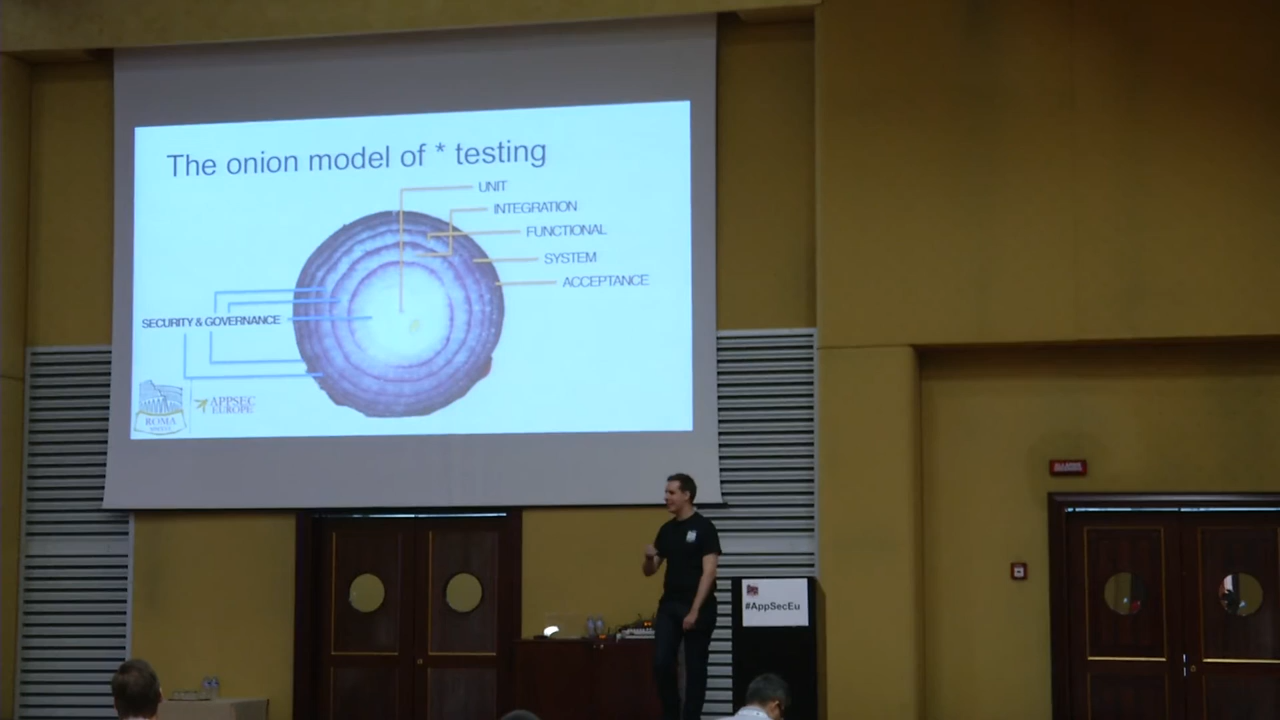 The onion model of * testing
UNIT
INTEGRATION
FUNCTIONAL
SYSTEM
ACCEPTANCE
SECURITY & GOVERNANCE
ROMA
APPSEC
EUROPE
#AppSecEu